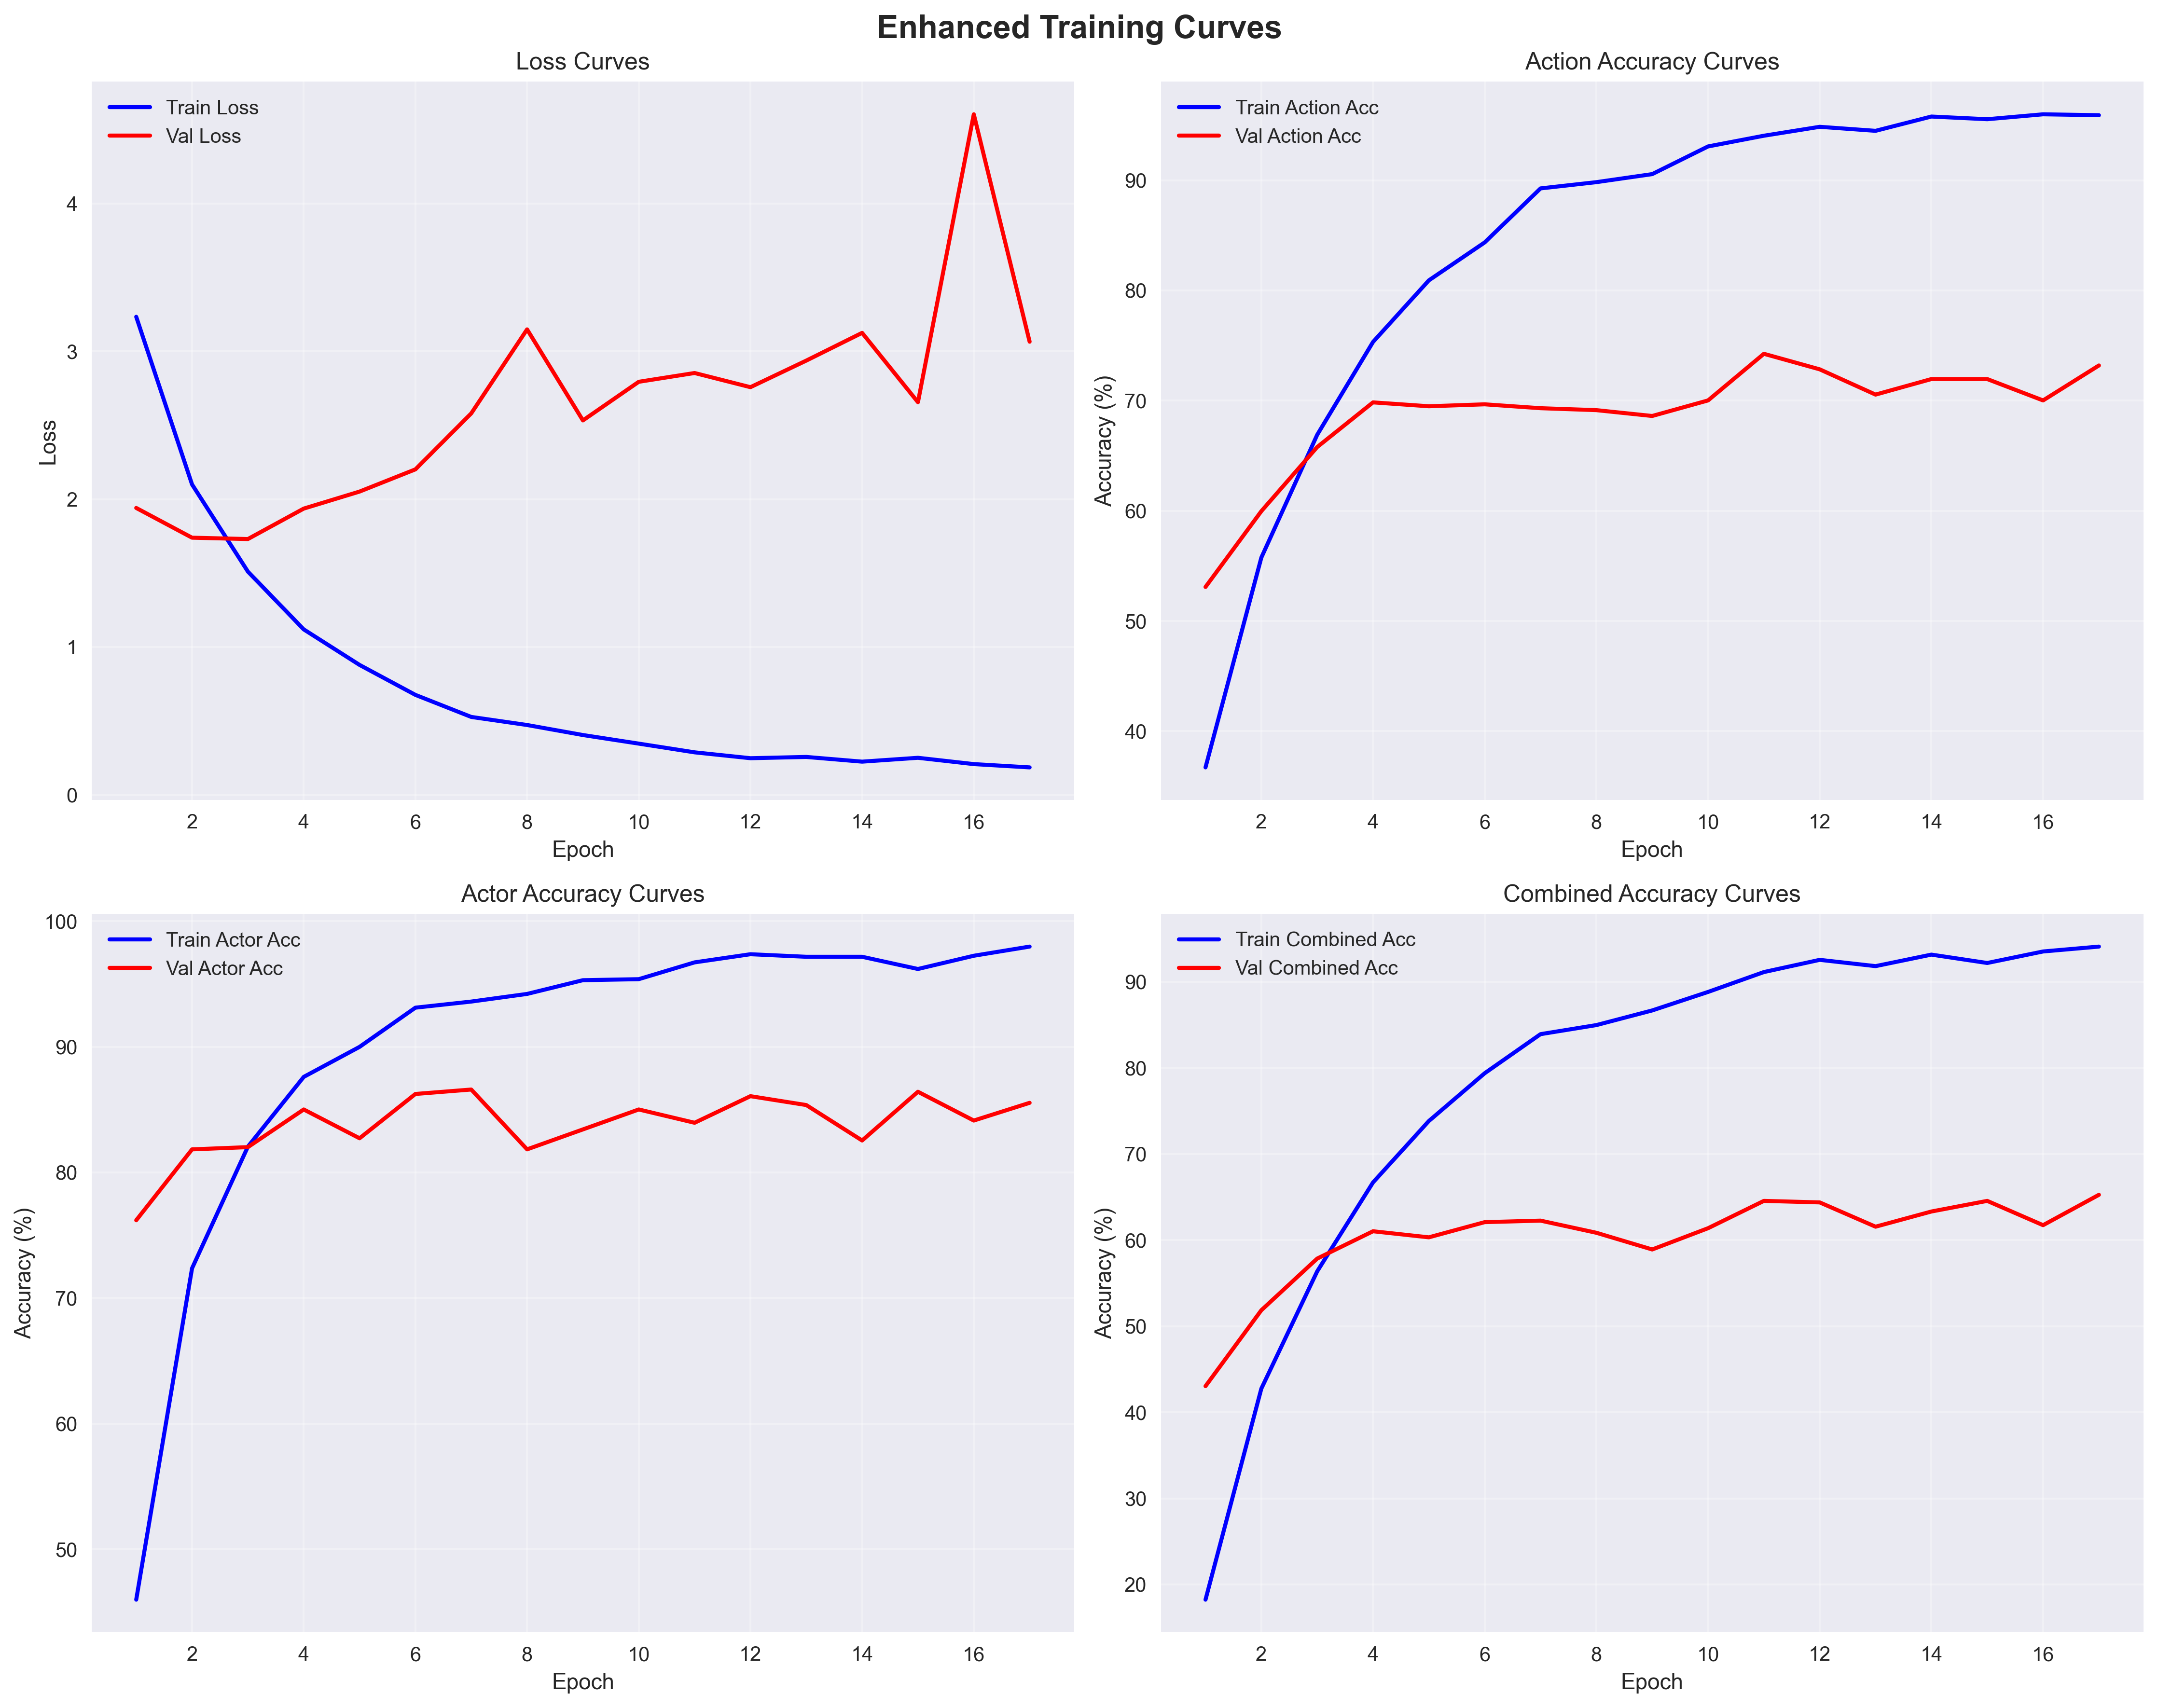 Enhanced Training Curves
Loss Curves
Train Loss
Val Loss
Loss
4
3
2
1
0
2 4 6 8 10 12 14 16
Epoch
Action Accuracy Curves
Train Action Acc
Val Action Acc
Accuracy (%)
90
80
70
60
50
40
2 4 6 8 10 12 14 16
Epoch
Actor Accuracy Curves
Train Actor Acc
Val Actor Acc
Accuracy (%)
100
90
80
70
60
50
2 4 6 8 10 12 14 16
Epoch
Combined Accuracy Curves
Train Combined Acc
Val Combined Acc
Accuracy (%)
90
80
70
60
50
40
30
20
2 4 6 8 10 12 14 16
Epoch